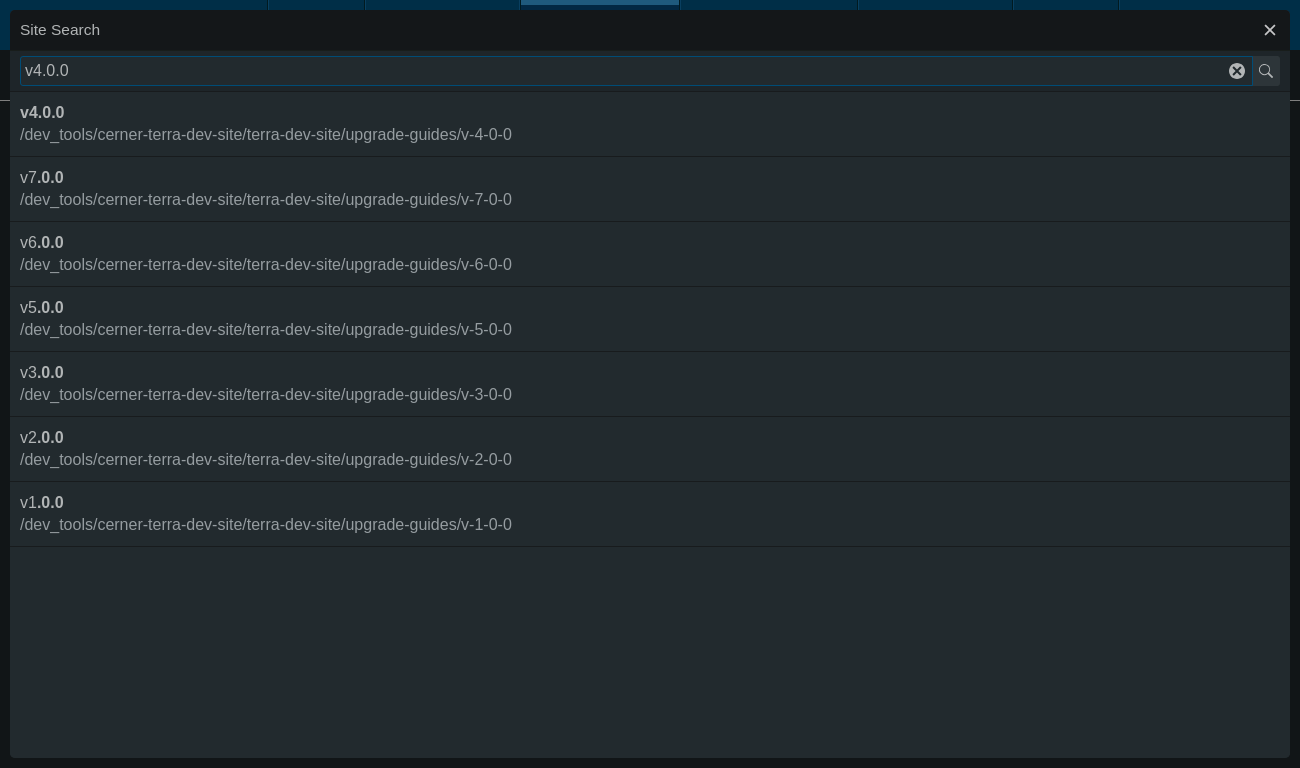 Site Search
v4.0.0
v4.0.0
/dev_tools/cerner-terra-dev-site/terra-dev-site/upgrade-guides/v-4-0-0
v7.0.0
/dev_tools/cerner-terra-dev-site/terra-dev-site/upgrade-guides/v-7-0-0
v6.0.0
/dev_tools/cerner-terra-dev-site/terra-dev-site/upgrade-guides/v-6-0-0
v5.0.0
/dev_tools/cerner-terra-dev-site/terra-dev-site/upgrade-guides/v-5-0-0
v3.0.0
/dev_tools/cerner-terra-dev-site/terra-dev-site/upgrade-guides/v-3-0-0
v2.0.0
/dev_tools/cerner-terra-dev-site/terra-dev-site/upgrade-guides/v-2-0-0
v1.0.0
/dev_tools/cerner-terra-dev-site/terra-dev-site/upgrade-guides/v-1-0-0